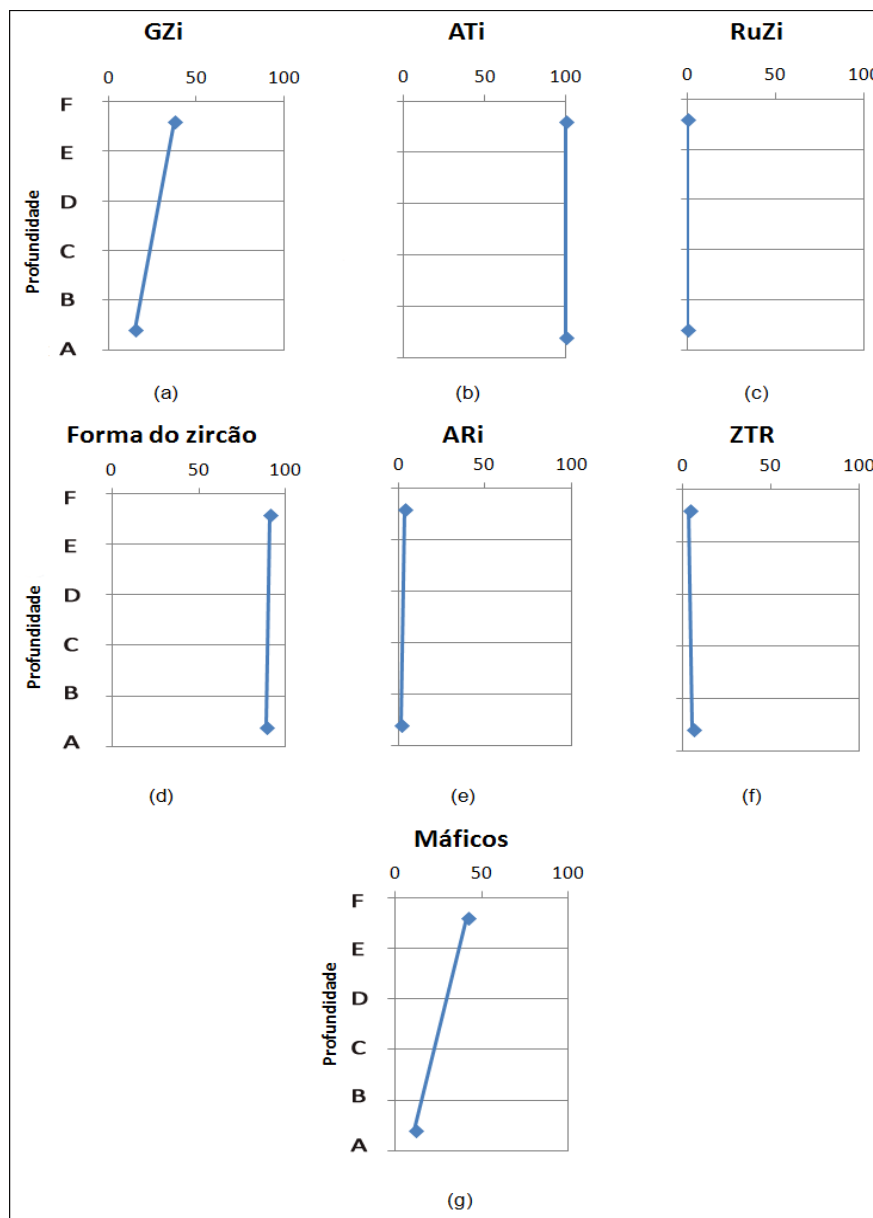 GZi
ATi
RuZi
0 50 100
0 50 100
0 50 100
F
E
D
C
B
A
Profundidade
(a)
(b)
(c)
Forma do zircão
ARi
ZTR
0 50 100
0 50 100
0 50 100
F
E
D
C
B
A
Profundidade
(d)
(e)
(f)
Máficos
0 50 100
F
E
D
C
B
A
Profundidade
(g)